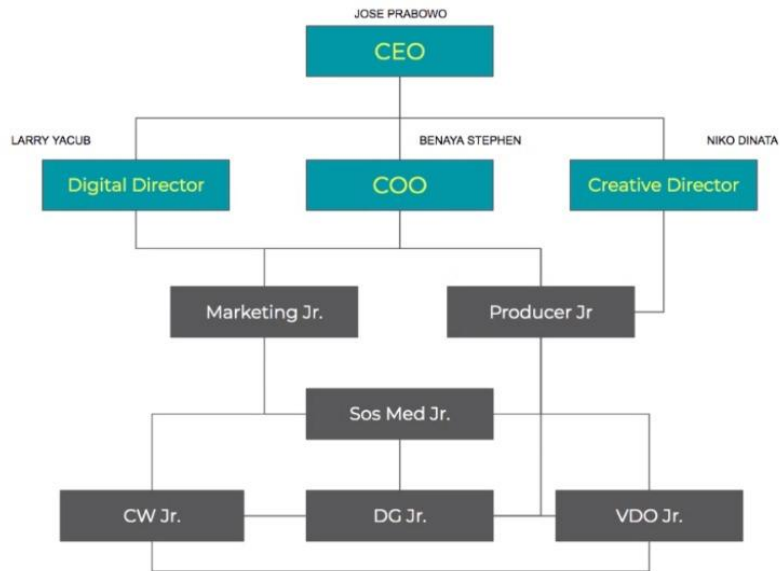 JOSE PRABOWO
CEO
LARRY YACUB
BENAYA STEPHEN
NIKO DINATA
Digital Director
COO
Creative Director
Marketing Jr.
Producer Jr
Sos Med Jr.
CW Jr.
DG Jr.
VDO Jr.